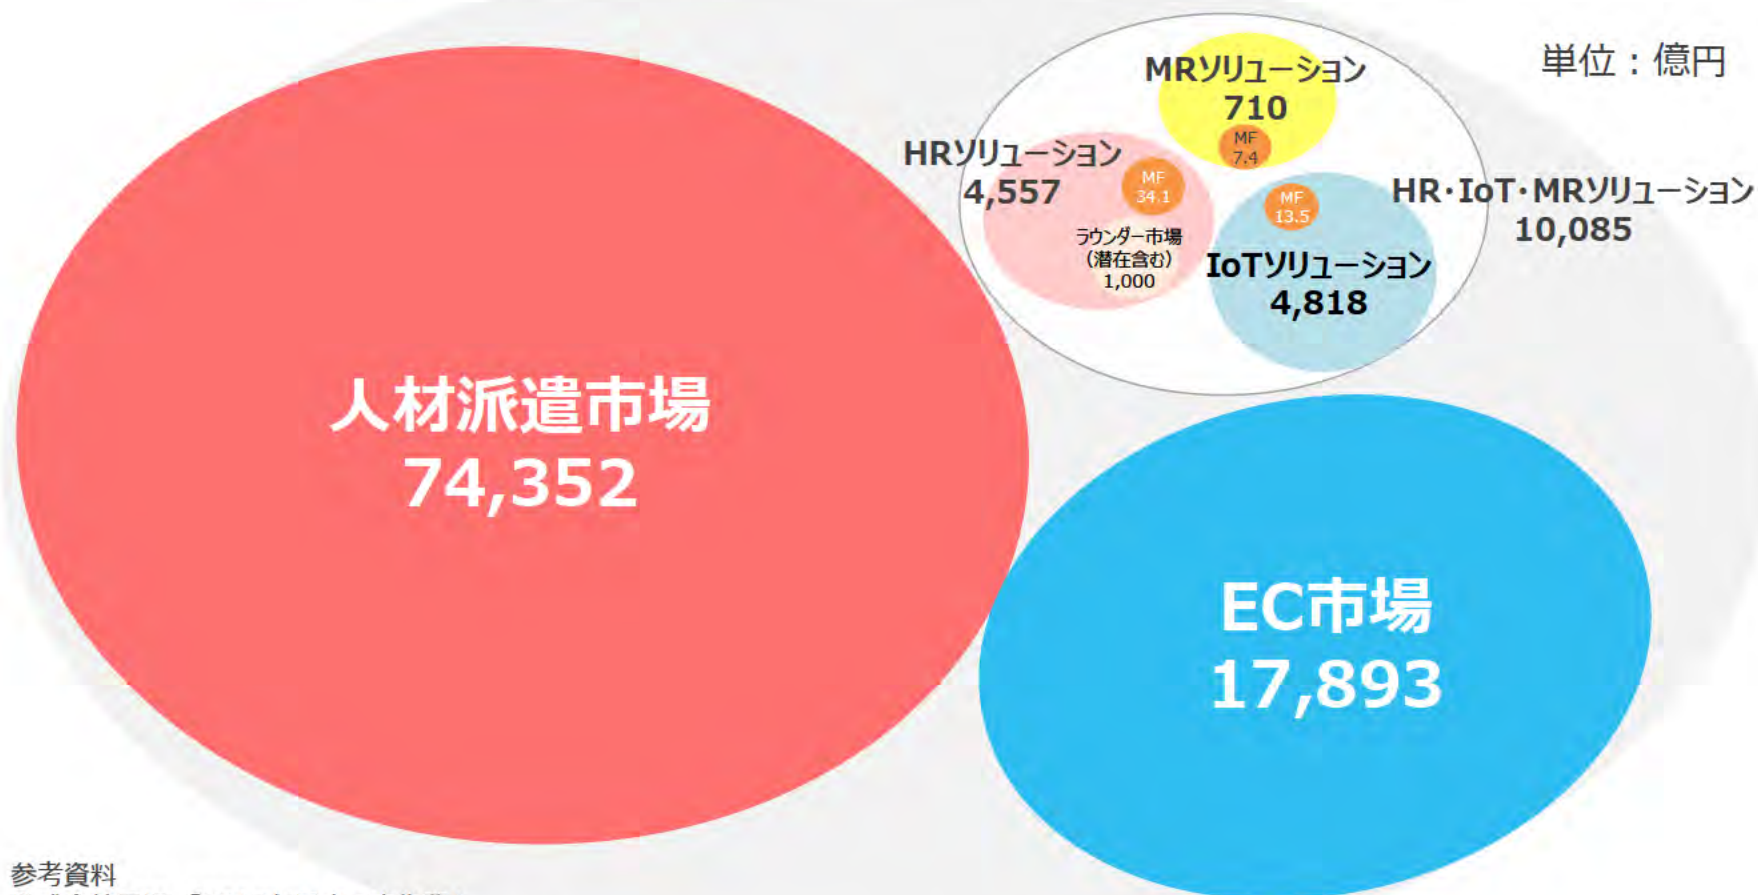 単位：億円
MRソリューション
710
MF
7.4
HRソリューション
4,557
MF
34.1
ラウンダー市場
（潜在含む）
1,000
MF
13.5
IoTソリューション
4,818
HR･IoT･MRソリューション
10,085
人材派遣市場
74,352
EC市場
17,893
参考資料